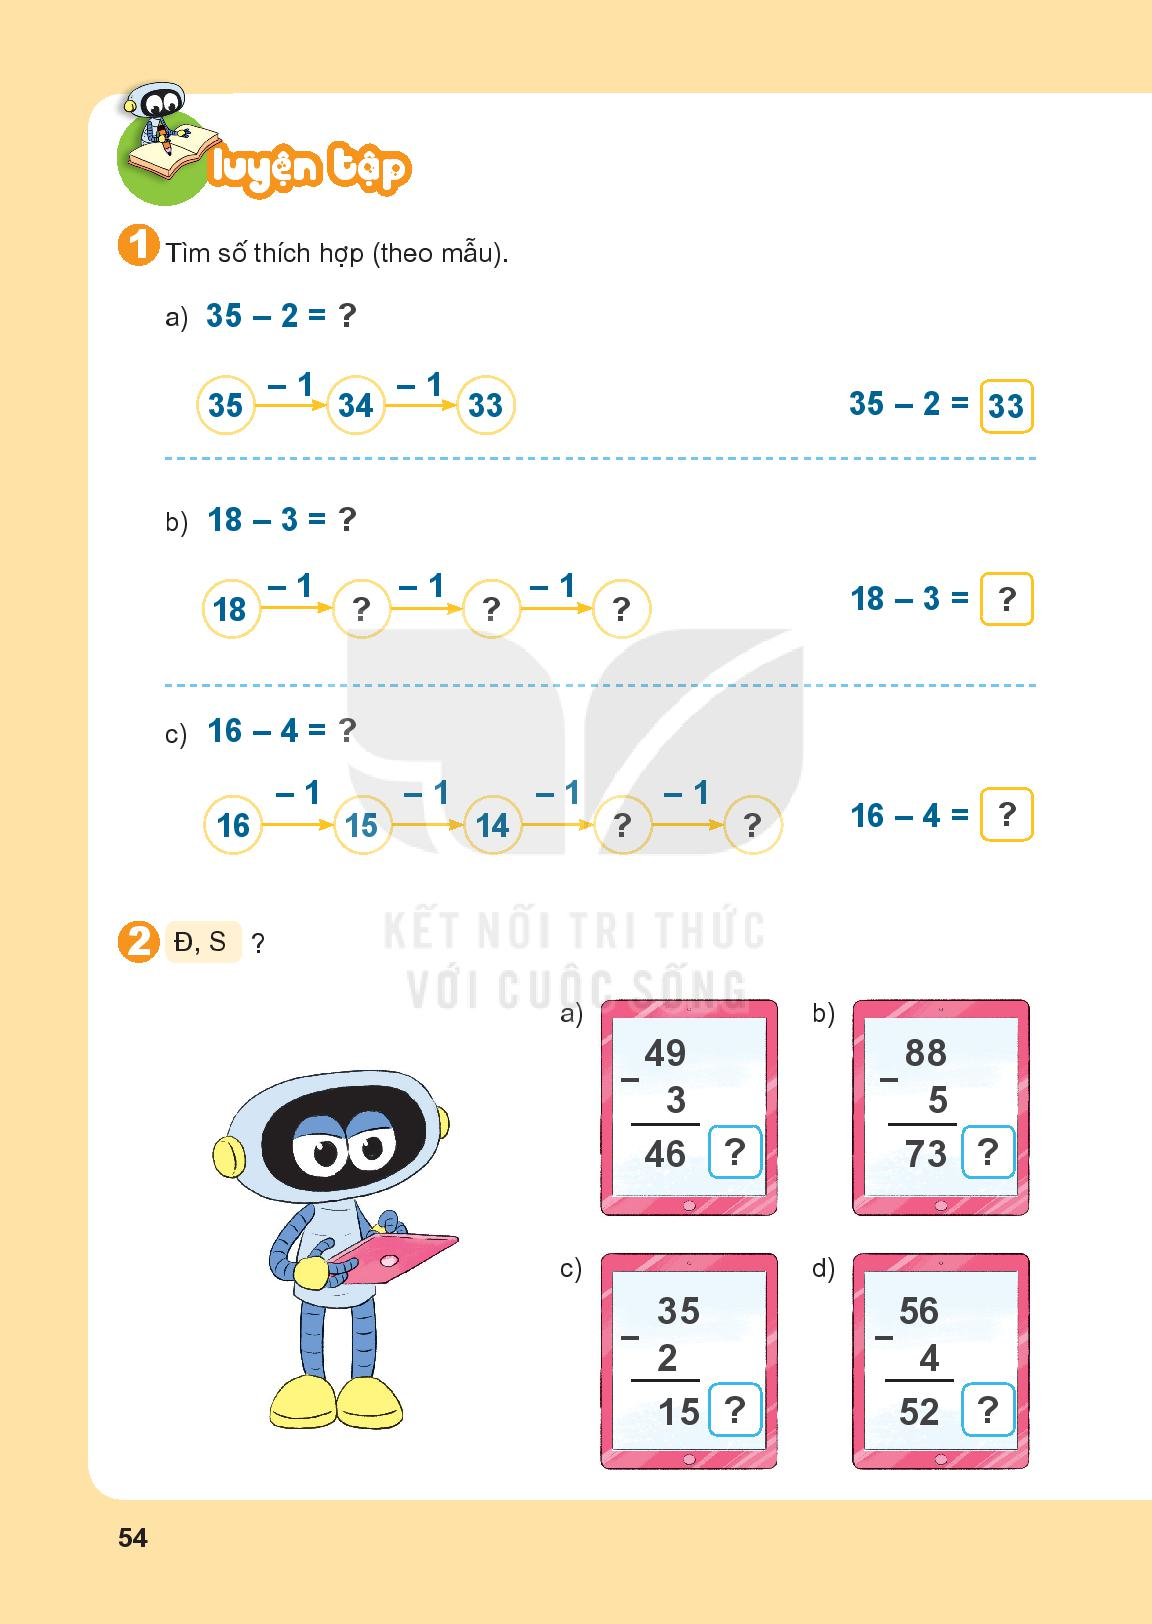 luyện tập
1 Tìm số thích hợp (theo mẫu).
a) 35 – 2 = ?
– 1 – 1
35 34 33 35 – 2 = 33
b) 18 – 3 = ?
– 1 – 1 – 1
18 ? ? ? 18 – 3 = ?
c) 16 – 4 = ?
– 1 – 1 – 1 – 1
16 15 14 ? ? 16 – 4 = ?
KẾT NỐI TRI THỨC
VỚI CUỘC SỐNG
2 Đ, S ?
a)
49
–
3
46 ?
b)
88
–
5
73 ?
c)
35
–
2
15 ?
d)
56
–
4
52 ?
54